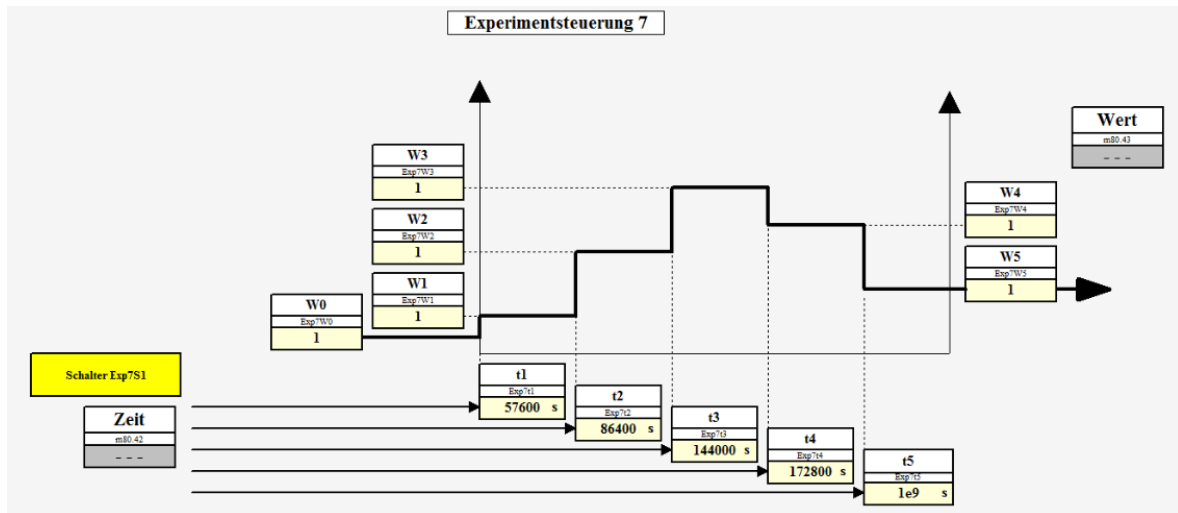 Experimentsteuerung 7
Wert
m80.43
- - -
W3
Exp7W3
1
W4
Exp7W4
1
W2
Exp7W2
1
W5
Exp7W5
1
W1
Exp7W1
1
W0
Exp7W0
1
Schalter Exp7S1
t1
Exp7t1
57600 s
t2
Exp7t2
86400 s
Zeit
m80.42
- - -
t3
Exp7t3
144000 s
t4
Exp7t4
172800 s
t5
Exp7t5
1e9 s